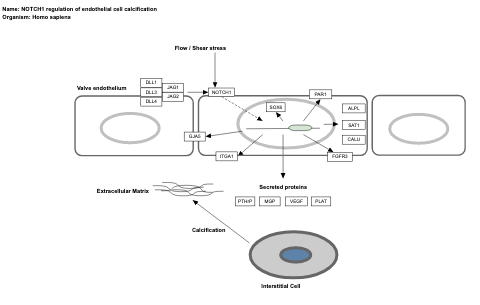 Name: NOTCH1 regulation of endothelial cell calcification
Organism: Homo sapiens
Flow / Shear stress
DLL1
JAG1
Valve endothelium
DLL3
NOTCH1
PAR1
JAG2
DLL4
SOX6
ALPL
SAT1
GJA5
CALU
ITGA1
FGFR3
Secreted proteins
Extracellular Matrix
PTHIP
MGP
VEGF
PLAT
Calcification
Interstitial Cell